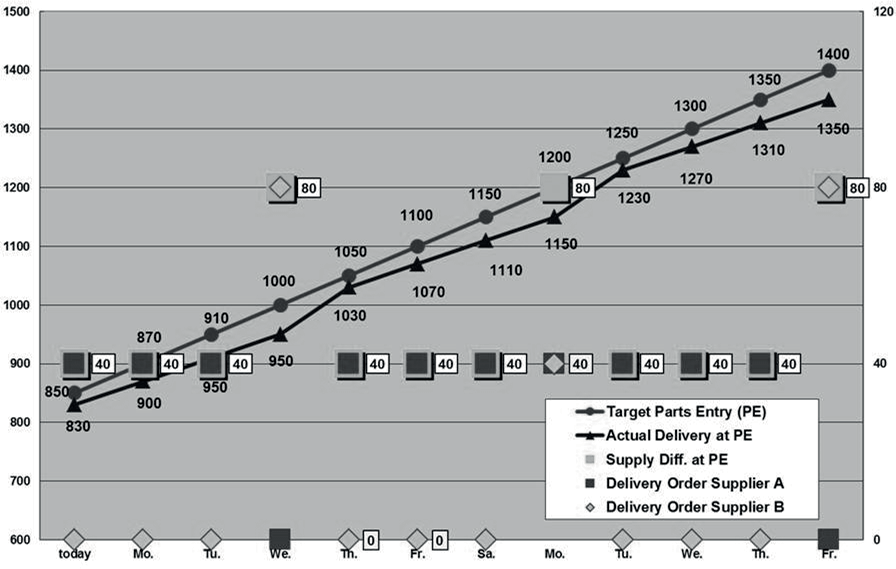 1500 120
1400
1400
1350
1350
1300
1300
1310
1250
1200 1200 80
80 80 80
1270
1230
1150
1150
1100
1100
1110
1050
1070
1000
1000
1030
910
950
870
900 40 40 40 40 40 40 40 40 40 40 40
850
950
900
800 830
Target Parts Entry (PE)
Actual Delivery at PE
Supply Diff. at PE
Delivery Order Supplier A
Delivery Order Supplier B
700
600 0 0 0
today Mo. Tu. We. Th. Fr. Sa. Mo. Tu. We. Th. Fr.